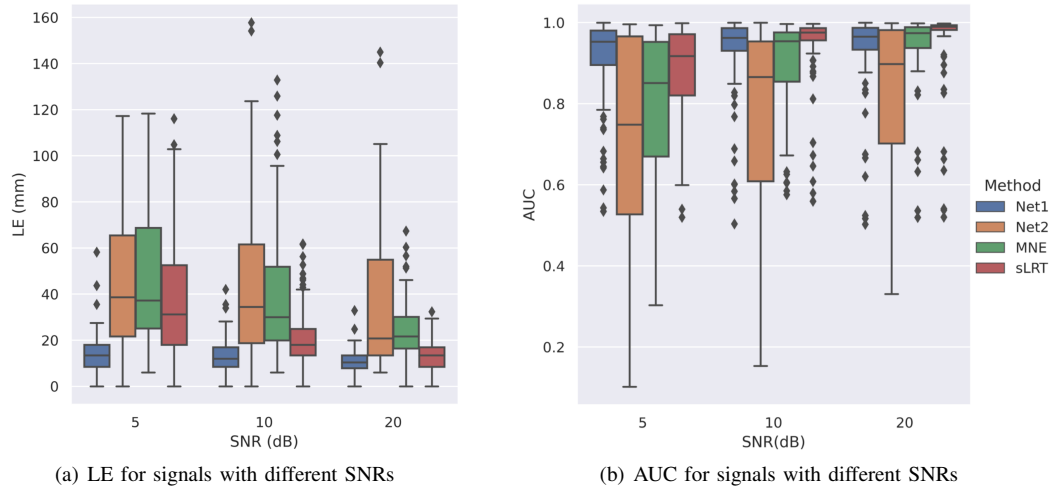 160
140
120
100
80
60
40
20
0
LE (mm)
5
10
20
SNR (dB)
(a) LE for signals with different SNRs
1.0
0.8
0.6
0.4
0.2
AUC
5
10
20
SNR(dB)
(b) AUC for signals with different SNRs
Method
Net1
Net2
MNE
sLRT